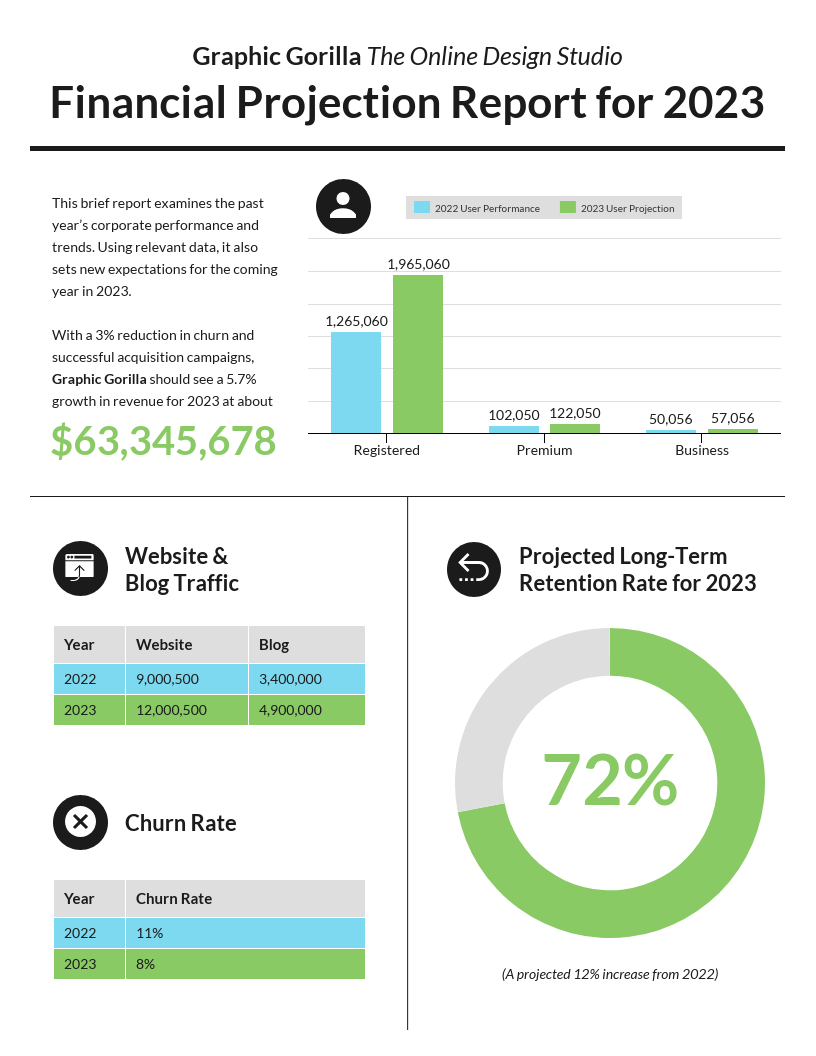 Graphic Gorilla The Online Design Studio
Financial Projection Report for 2023
This brief report examines the past
year’s corporate performance and
trends. Using relevant data, it also
sets new expectations for the coming
year in 2023.
With a 3% reduction in churn and
successful acquisition campaigns,
Graphic Gorilla should see a 5.7%
growth in revenue for 2023 at about
$63,345,678
2022 User Performance
2023 User Projection
1,265,060
1,965,060
102,050
122,050
50,056
57,056
Registered
Premium
Business
Website &
Blog Traffic
Year Website Blog
2022 9,000,500 3,400,000
2023 12,000,500 4,900,000
Churn Rate
Year Churn Rate
2022 11%
2023 8%
Projected Long-Term
Retention Rate for 2023
72%
(A projected 12% increase from 2022)